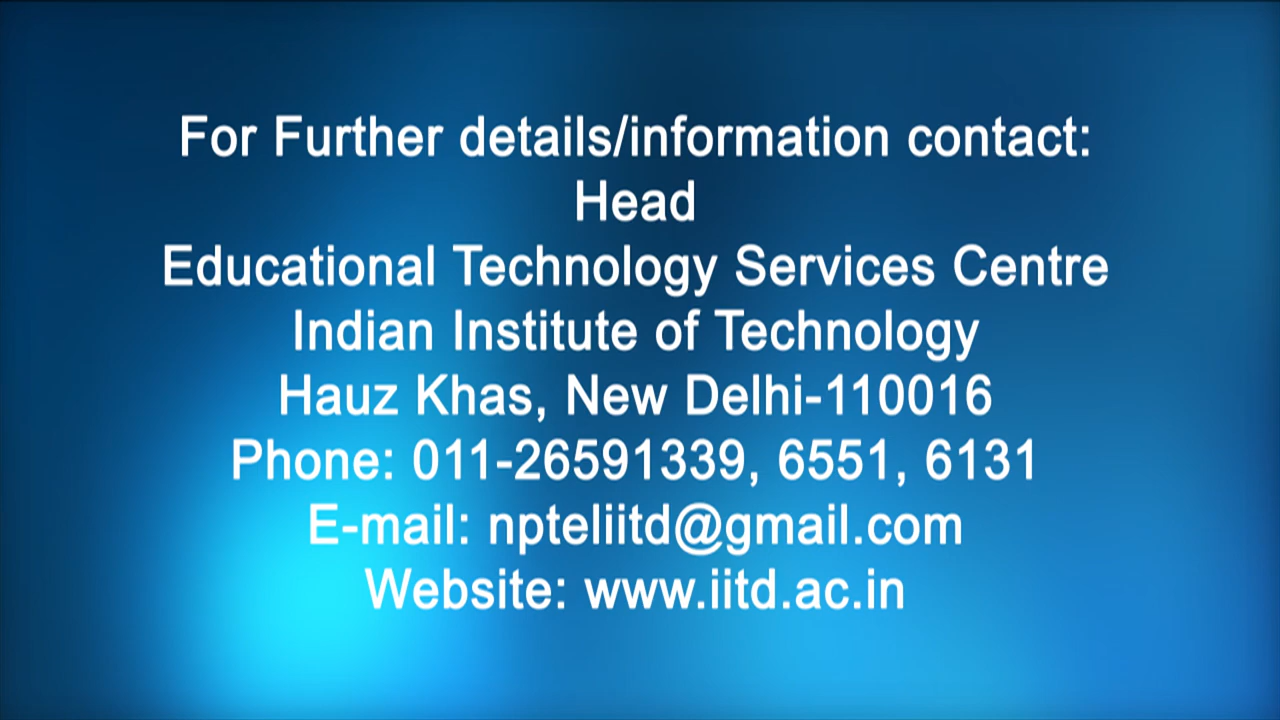 For Further details/information contact:
Head
Educational Technology Services Centre
Indian Institute of Technology
Hauz Khas, New Delhi-110016
Phone: 011-26591339, 6551, 6131
E-mail: npteliitd@gmail.com
Website: www.iitd.ac.in